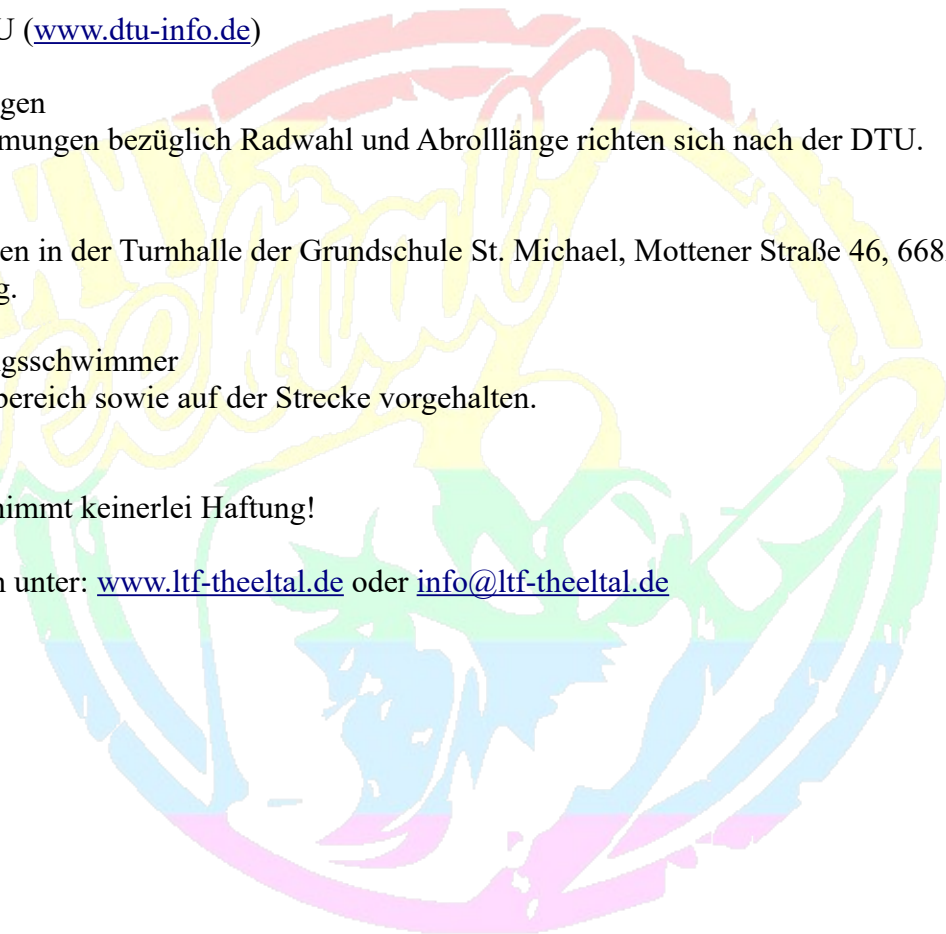 U (www.dtu-info.de)
gen
mungen bezüglich Radwahl und Abrolllänge richten sich nach der DTU.
en in der Turnhalle der Grundschule St. Michael, Mottener Straße 46, 668
g.
gsschwimmer
bereich sowie auf der Strecke vorgehalten.
nimmt keinerlei Haftung!
n unter: www.ltf-theeltal.de oder info@ltf-theeltal.de